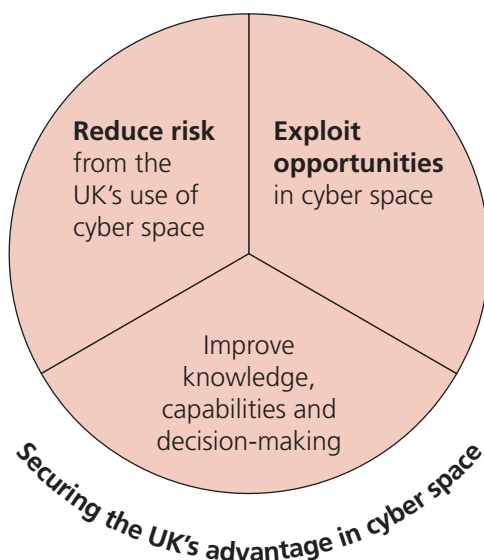 Reduce risk
from the
UK’s use of
cyber space
Exploit
opportunities
in cyber space
Improve
knowledge,
capabilities and
decision-making
Securing the UK’s advantage in cyber space